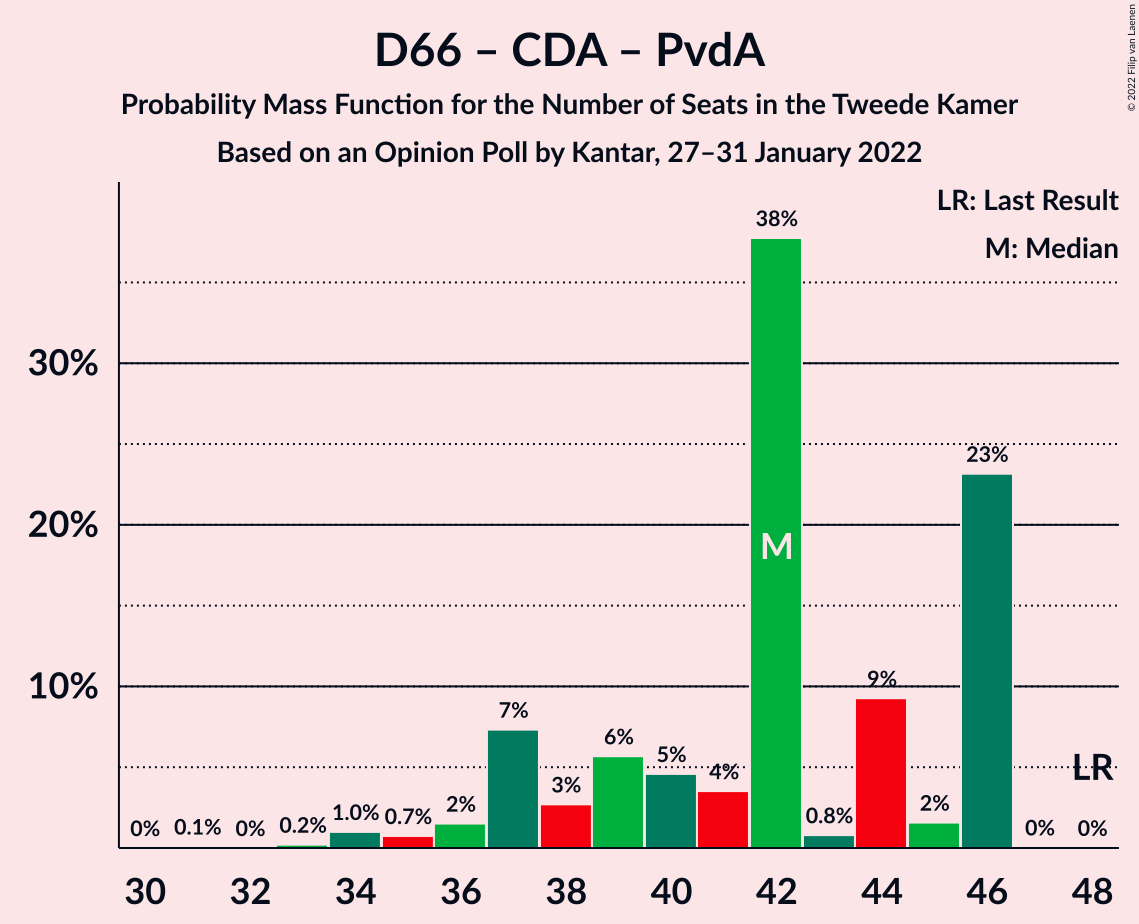 D66 – CDA – PvdA
Probability Mass Function for the Number of Seats in the Tweede Kamer
Based on an Opinion Poll by Kantar, 27–31 January 2022
© 2022 Filip van Laenen
LR: Last Result
M: Median
30%
20%
10%
0%
0.1%
0%
0.2%
1.0%
0.7%
2%
7%
3%
6%
5%
4%
38%
0.8%
9%
2%
23%
0%
0%
M
LR
30 32 34 36 38 40 42 44 46 48